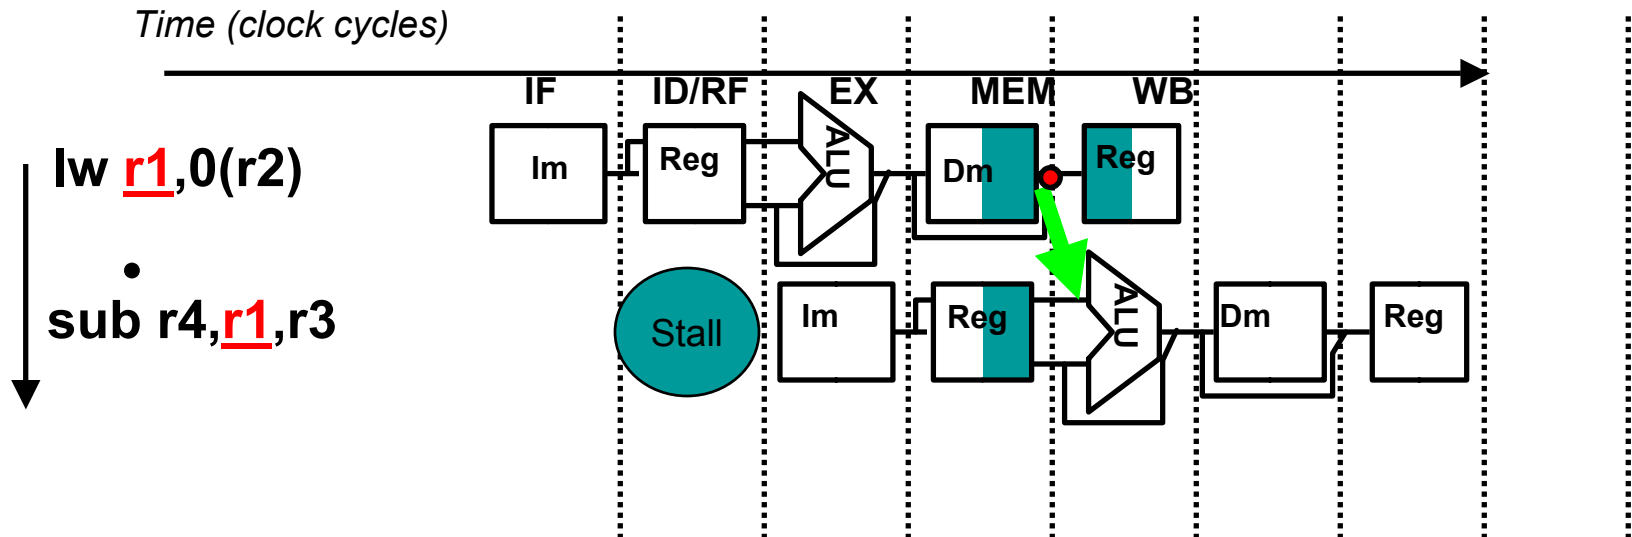 Time (clock cycles)
IF ID/RF EX MEM WB
lw r1,0(r2)
Im Reg ALU Dm Reg
•
sub r4,r1,r3
Stall Im Reg ALU Dm Reg